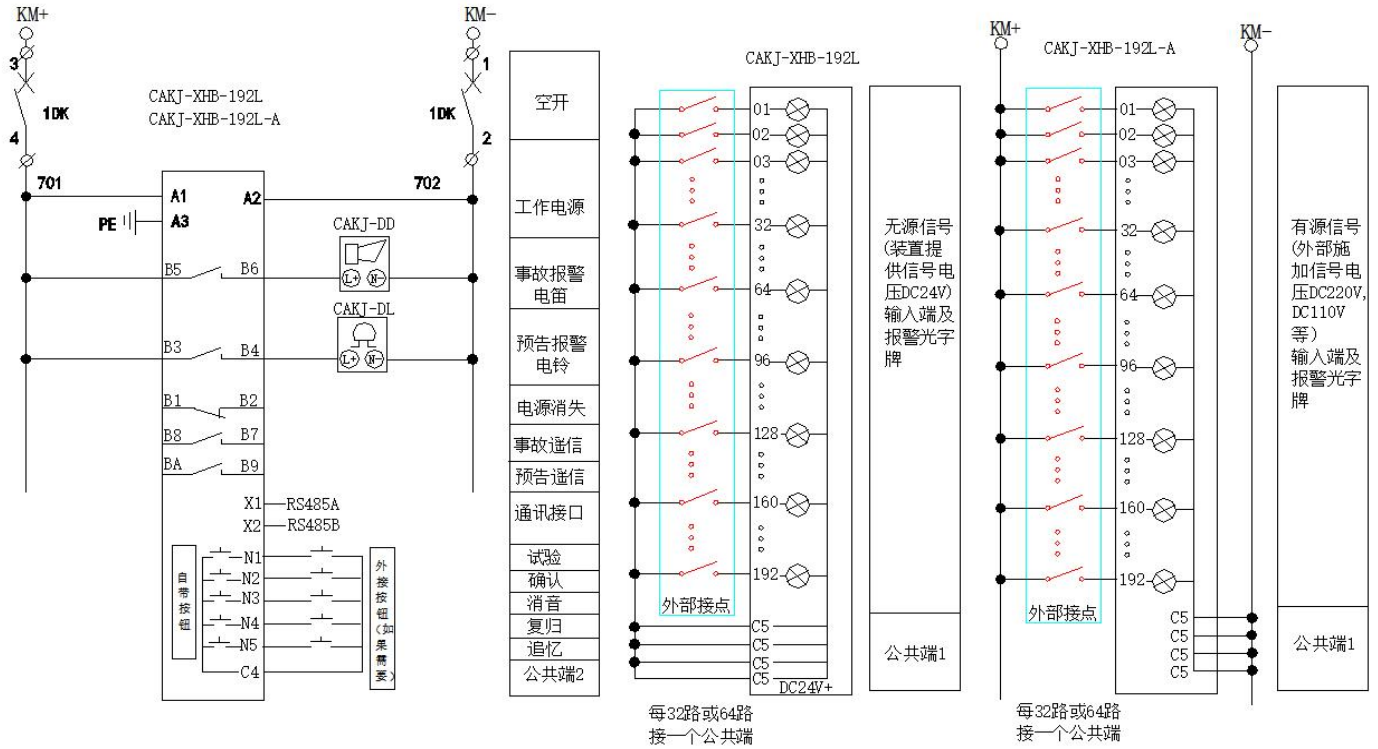 KM+
KM-
3
1
1DK
1DK
4
2
CAKJ-XHB-192L
CAKJ-XHB-192L-A
701
702
A1
A2
PE
A3
CAKJ-DD
B5
B6
L+
N-
CAKJ-DL
B3
B4
L+
N-
B1
B2
B8
B7
BA
B9
X1
RS485A
X2
RS485B
自带按钮
N1
N2
N3
N4
N5
C4
外接按钮(如果需要)
空开
工作电源
事故报警
电笛
预告报警
电铃
电源消失
事故遥信
预告遥信
通讯接口
试验
确认
消音
复归
追忆
公共端2
CAKJ-XHB-192L
01
02
03
32
64
96
128
160
192
外部接点
C5
C5
C5
C5
DC24V+
每32路或64路
接一个公共端
无源信号
(装置提
供信号电
压DC24V)
输入端及
报警光字
牌
公共端1
KM+
KM-
CAKJ-XHB-192L-A
01
02
03
32
64
96
128
160
192
外部接点
C5
C5
C5
C5
每32路或64路
接一个公共端
有源信号
(外部施
加信号电
压DC220V,
DC110V
等)
输入端及
报警光字
牌
公共端1